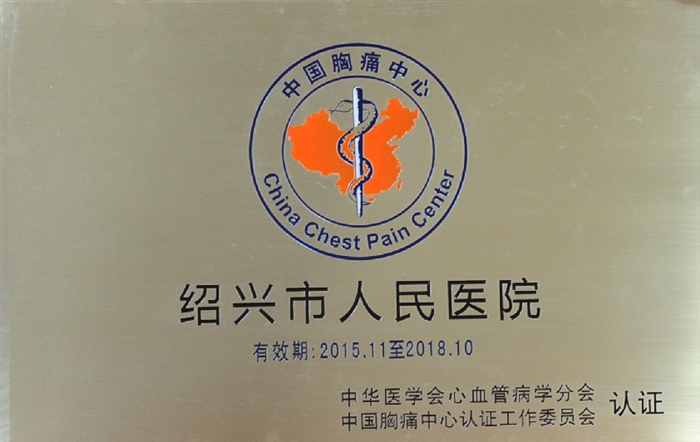 中国胸痛中心
China Chest Pain Center
绍兴市人民医院
有效期:2015.11至2018.10
中华医学会心血管病学分会
中国胸痛中心认证工作委员会 认证